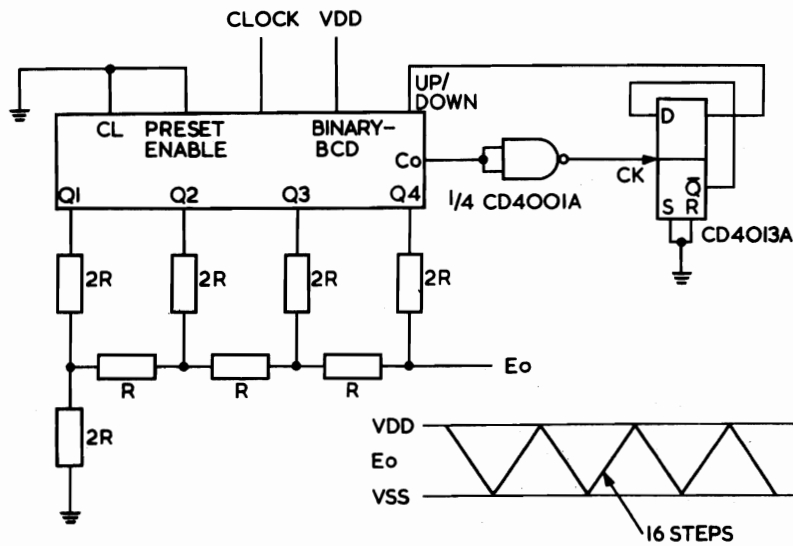 CLOCK VDD
UP/
DOWN
CL PRESET
ENABLE
BINARY-
BCD
Co
Q1 Q2 Q3 Q4
1/4 CD4001A
CK
D
Q̅
S R
CD4013A
2R 2R 2R 2R
R R R
Eo
2R
VDD
Eo
VSS
16 STEPS